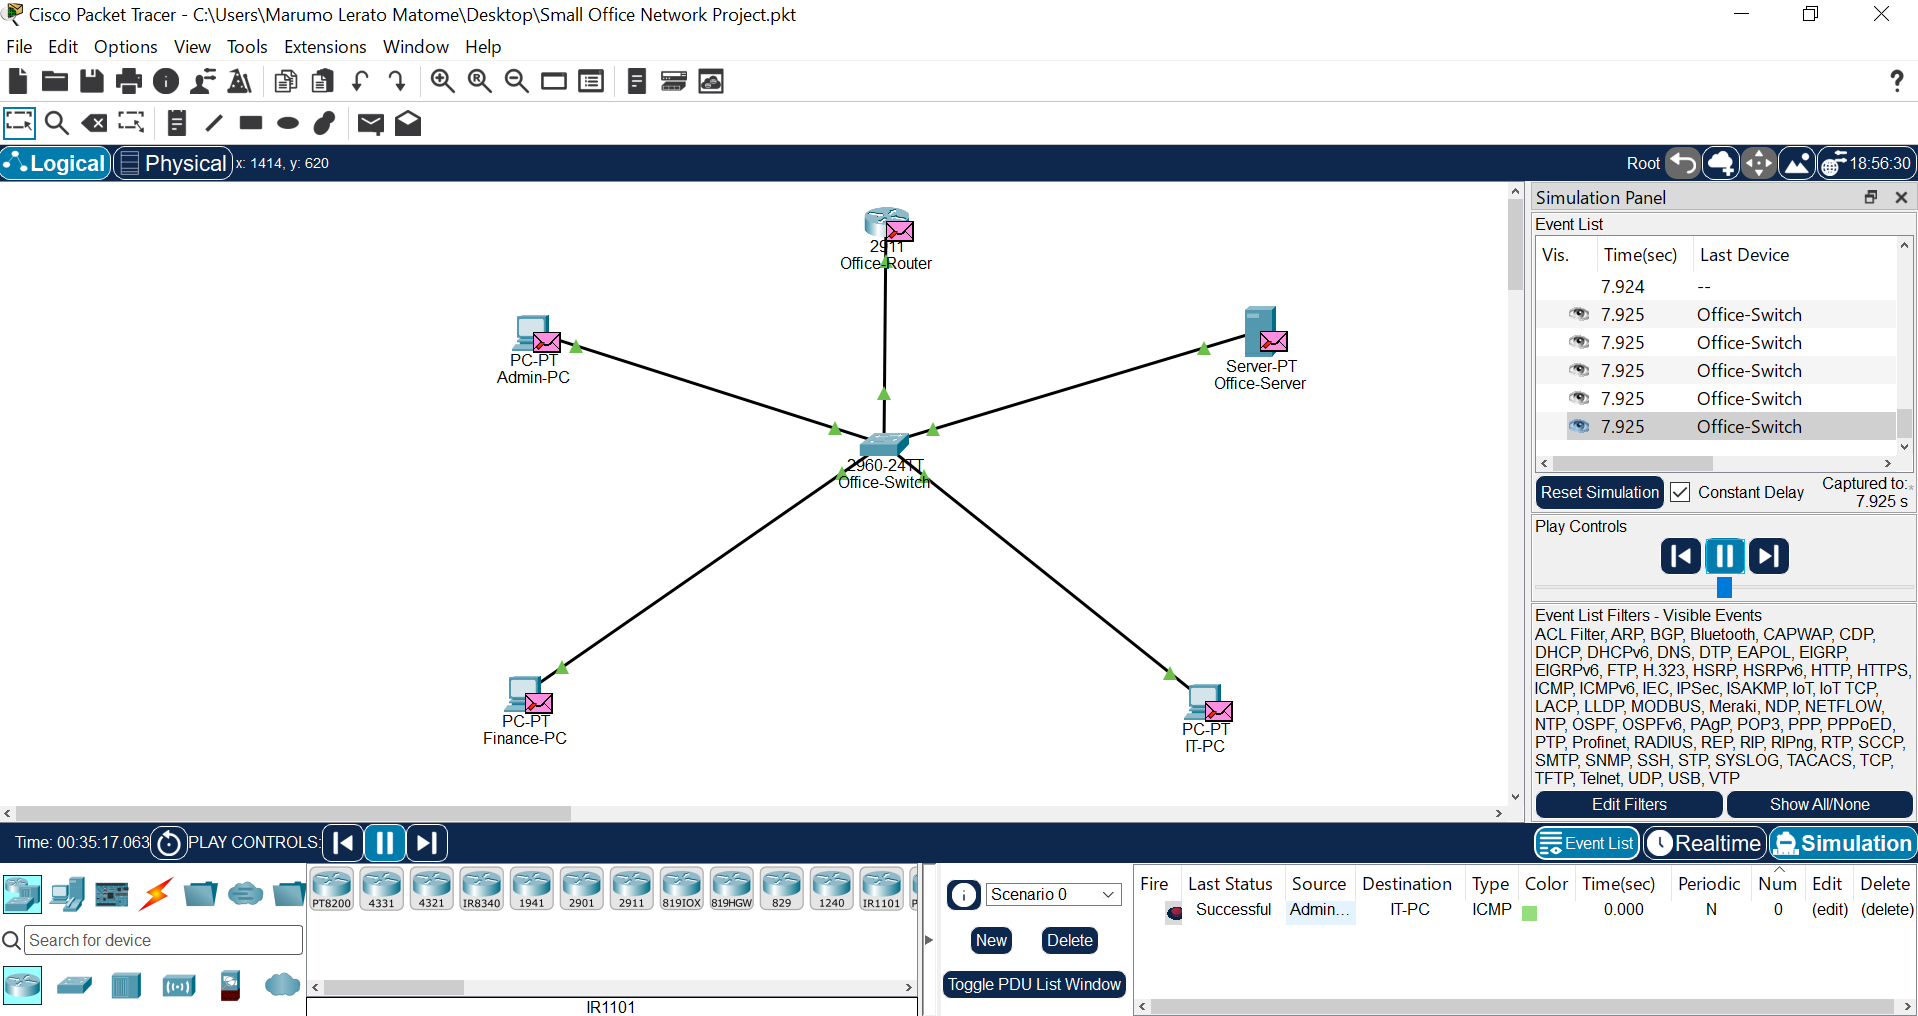 Cisco Packet Tracer - C:\Users\Marumo Lerato Matome\Desktop\Small Office Network Project.pkt
File Edit Options View Tools Extensions Window Help
Logical Physical x: 1414, y: 620 Root 18:56:30
2911
Office-Router
PC-PT
Admin-PC
Server-PT
Office-Server
2960-24TT
Office-Switch
PC-PT
Finance-PC
PC-PT
IT-PC
Simulation Panel
Event List
Vis. Time(sec) Last Device
7.924 --
7.925 Office-Switch
7.925 Office-Switch
7.925 Office-Switch
7.925 Office-Switch
7.925 Office-Switch
Reset Simulation Constant Delay Captured to:
7.925 s
Play Controls
Event List Filters - Visible Events
ACL Filter, ARP, BGP, Bluetooth, CAPWAP, CDP,
DHCP, DHCPv6, DNS, DTP, EAPOL, EIGRP,
EIGRPv6, FTP, H.323, HSRP, HSRPv6, HTTP, HTTPS,
ICMP, ICMPv6, IEC, IPSec, ISAKMP, IoT, IoT TCP,
LACP, LLDP, MODBUS, Meraki, NDP, NETFLOW,
NTP, OSPF, OSPFv6, PAgP, POP3, PPP, PPPoED,
PTP, Profinet, RADIUS, REP, RIP, RIPng, RTP, SCCP,
SMTP, SNMP, SSH, STP, SYSLOG, TACACS, TCP,
TFTP, Telnet, UDP, USB, VTP
Edit Filters Show All/None
Time: 00:35:17.063 PLAY CONTROLS: Event List Realtime Simulation
PT8200 4331 4321 IR8340 1941 2901 2911 819IOX 819HGW 829 1240 IR1101
Search for device
IR1101
Scenario 0
New Delete
Toggle PDU List Window
Fire Last Status Source Destination Type Color Time(sec) Periodic Num Edit Delete
Successful Admin... IT-PC ICMP 0.000 N 0 (edit) (delete)